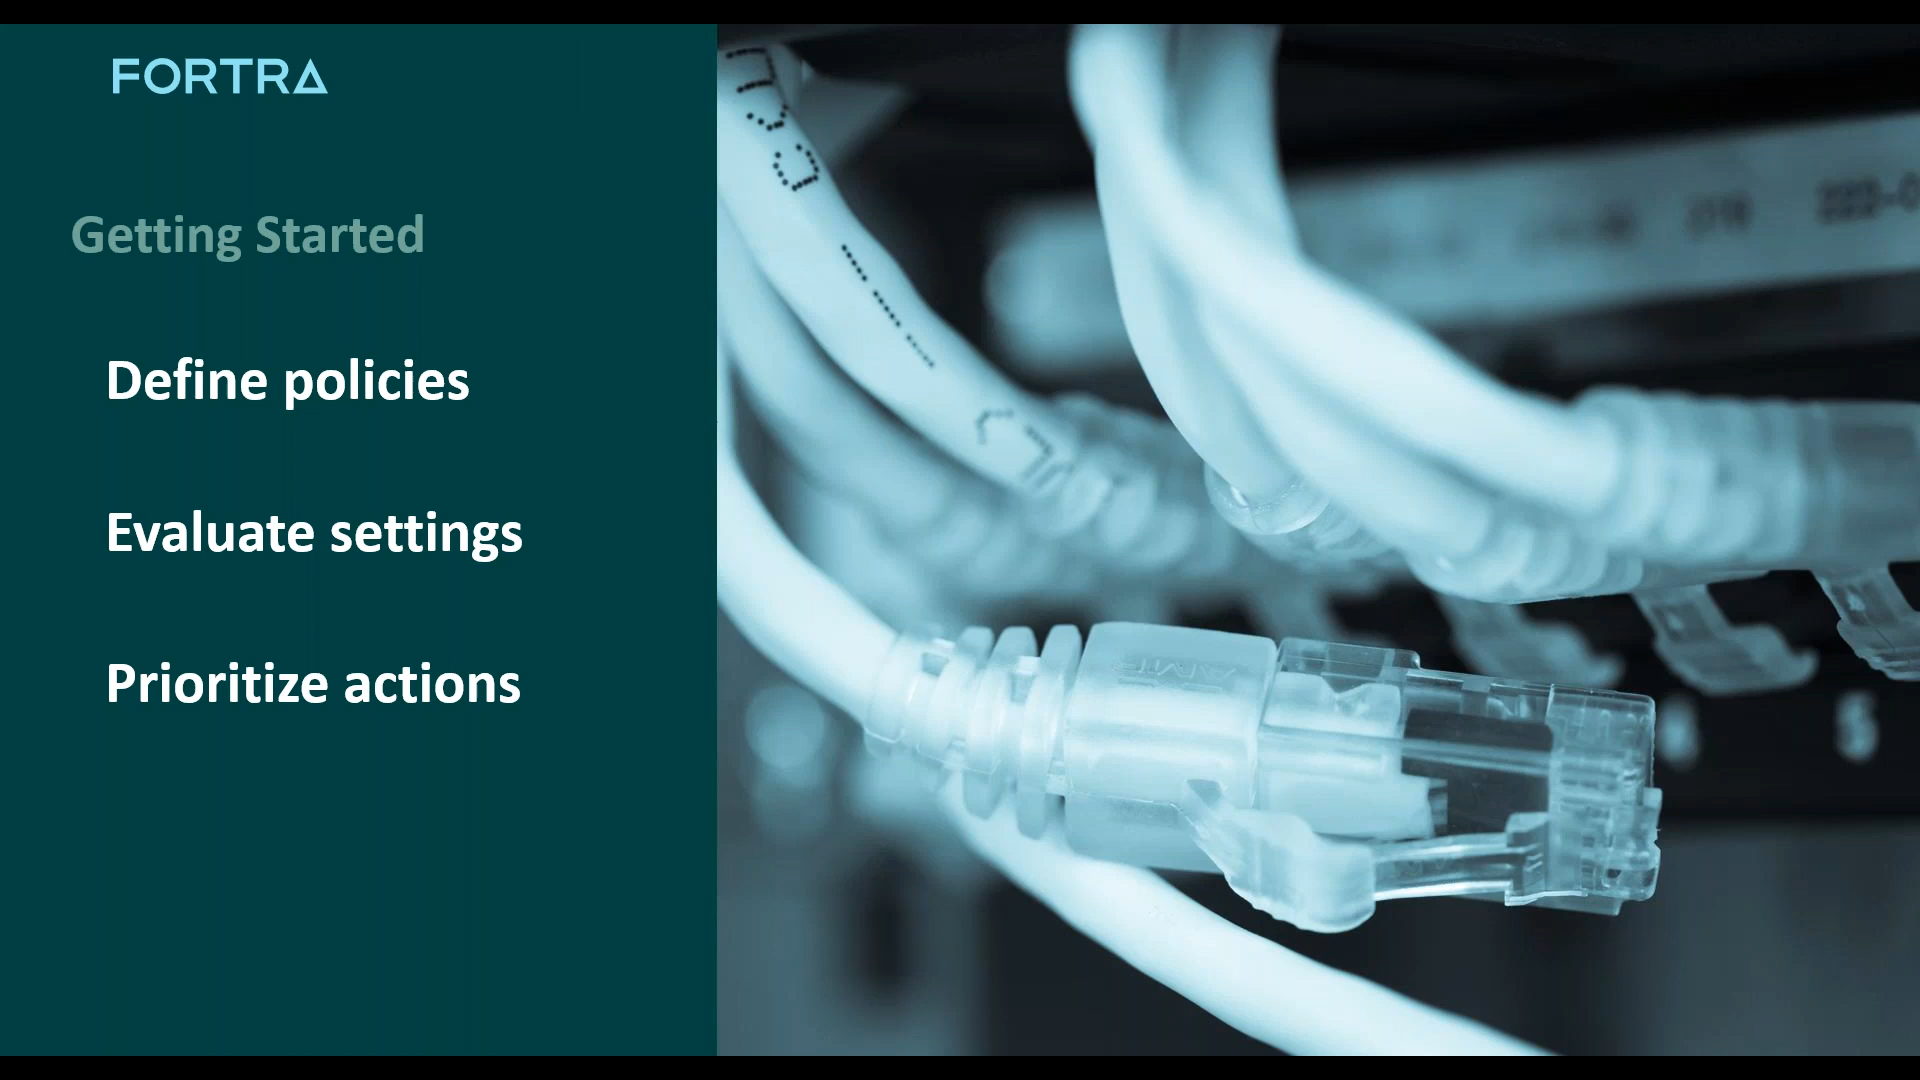 FORTRA
Getting Started
Define policies
Evaluate settings
Prioritize actions